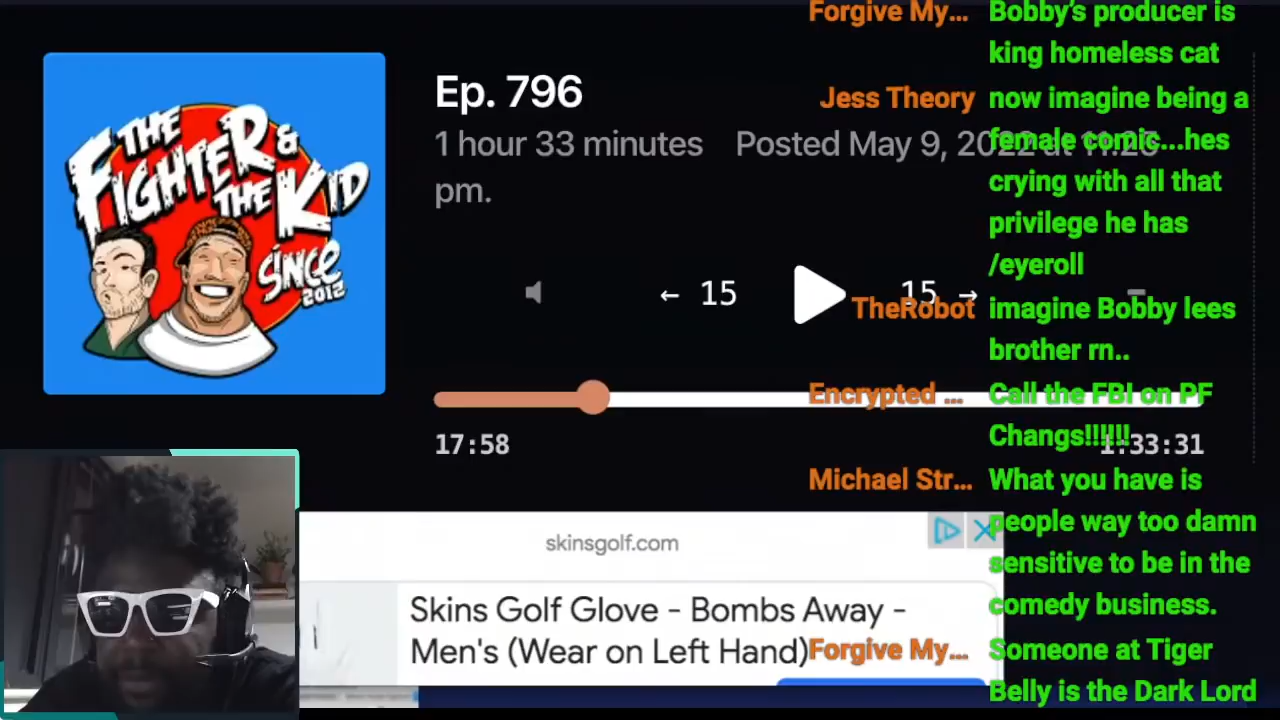 THE
FIGHTER &
THE KID
SINCE
2012
Ep. 796
1 hour 33 minutes Posted May 9, 2022 at 11:25
pm.
← 15
15 →
17:58
1:33:31
skinsgolf.com
Skins Golf Glove - Bombs Away -
Men's (Wear on Left Hand)
Forgive My... Bobby's producer is
king homeless cat
Jess Theory now imagine being a
female comic...hes
crying with all that
privilege he has
/eyeroll
TheRobot imagine Bobby lees
brother rn..
Encrypted ... Call the FBI on PF
Changs!!!!!!
Michael Str... What you have is
people way too damn
sensitive to be in the
comedy business.
Forgive My... Someone at Tiger
Belly is the Dark Lord